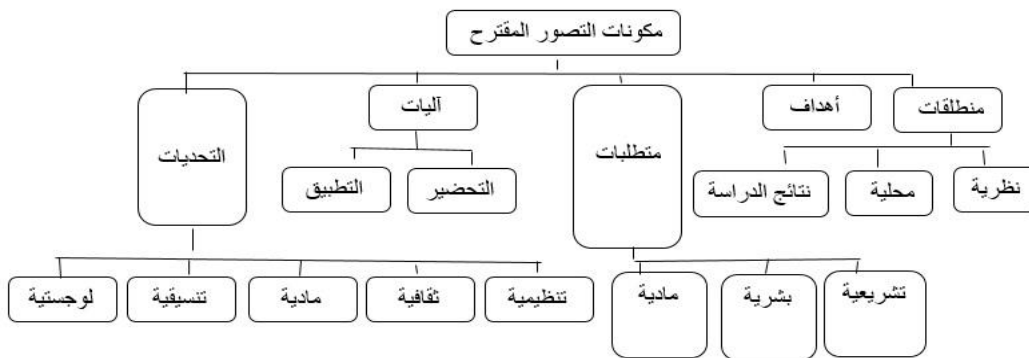 مكونات التصور المقترح
منطلقات
أهداف
متطلبات
آليات
التحديات
نظرية
محلية
نتائج الدراسة
التحضير
التطبيق
تشريعية
بشرية
مادية
تنظيمية
ثقافية
مادية
تنسيقية
لوجستية